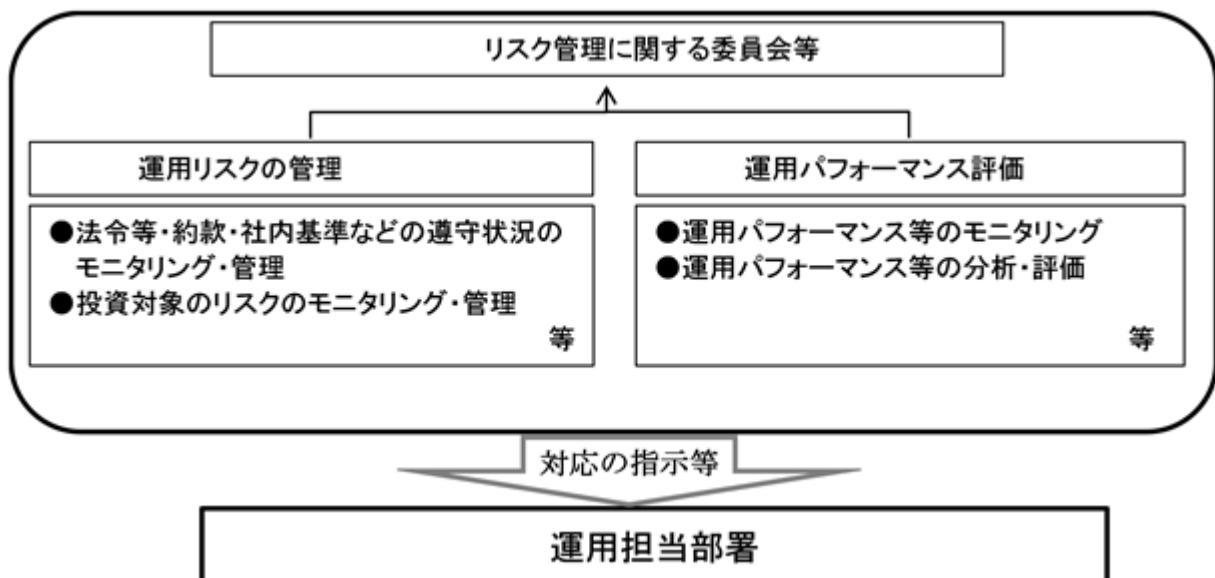 リスク管理に関する委員会等
運用リスクの管理
●法令等・約款・社内基準などの遵守状況の
モニタリング・管理
●投資対象のリスクのモニタリング・管理
等
運用パフォーマンス評価
●運用パフォーマンス等のモニタリング
●運用パフォーマンス等の分析・評価
等
対応の指示等
運用担当部署